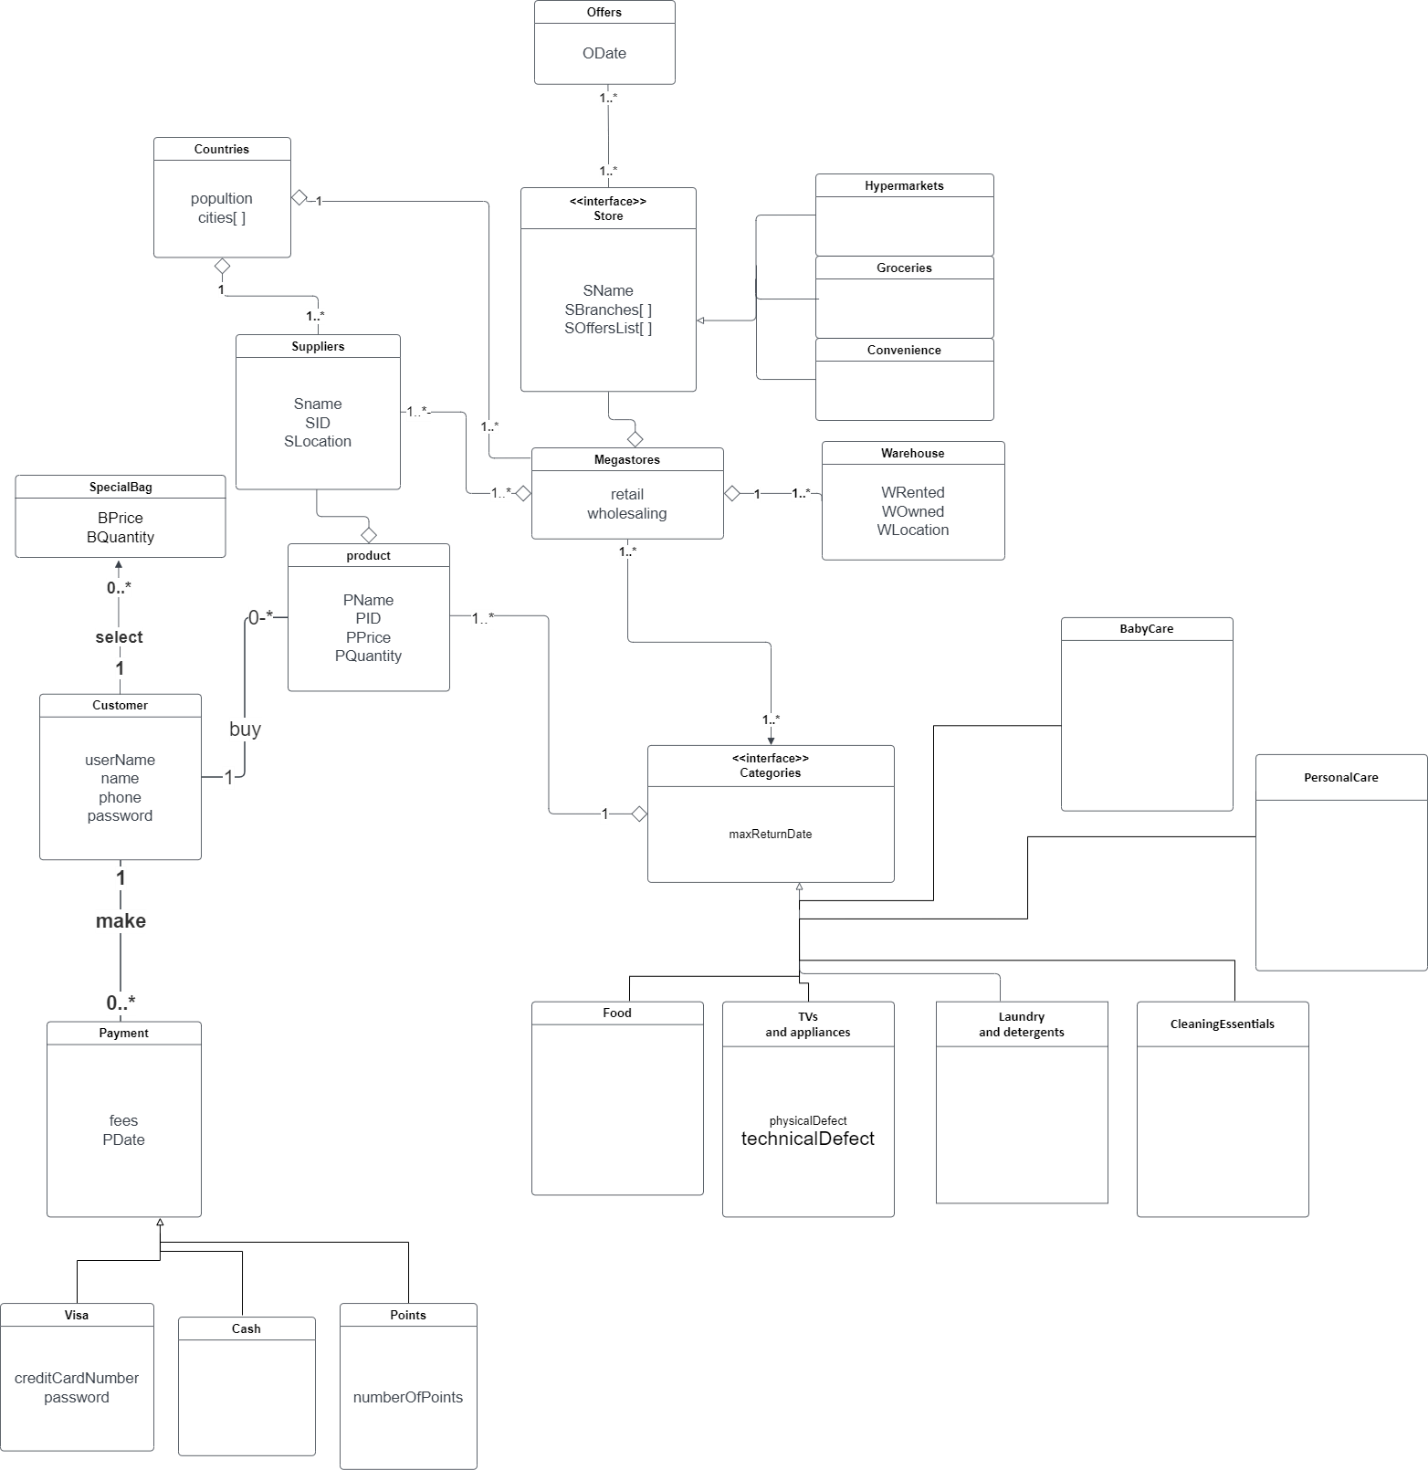 Offers
ODate
1..*
1..*
Countries
popultion
cities[ ]
1
1
1..*
<<interface>>
Store
SName
SBranches[ ]
SOffersList[ ]
Hypermarkets
Groceries
Convenience
Suppliers
Sname
SID
SLocation
1..*
1..*
1..*
Megastores
retail
wholesaling
1
1..*
Warehouse
WRented
WOwned
WLocation
SpecialBag
BPrice
BQuantity
0..*
select
1
product
PName
PID
PPrice
PQuantity
0-*
buy
1
1..*
1..*
1..*
1
Customer
userName
name
phone
password
<<interface>>
Categories
maxReturnDate
BabyCare
PersonalCare
1
make
0..*
Payment
fees
PDate
Food
TVs
and appliances
physicalDefect
technicalDefect
Laundry
and detergents
CleaningEssentials
Visa
creditCardNumber
password
Cash
Points
numberOfPoints